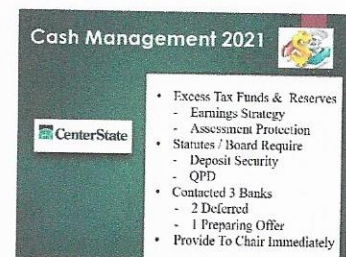 Cash Management 2021
CenterState
• Excess Tax Funds & Reserves
- Earnings Strategy
- Assessment Protection
• Statutes / Board Require
- Deposit Security
- QPD
• Contacted 3 Banks
- 2 Deferred
- 1 Preparing Offer
• Provide To Chair Immediately